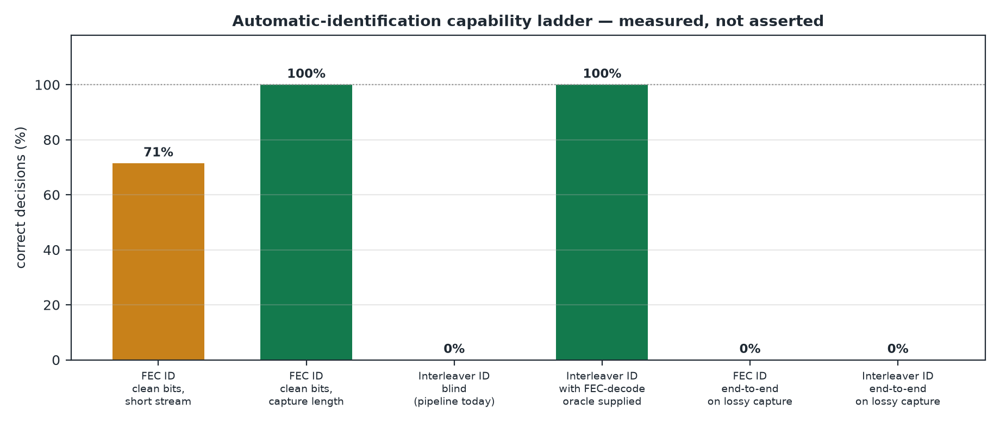 Automatic-identification capability ladder — measured, not asserted
correct decisions (%)
100
80
60
40
20
0
71%
100%
0%
100%
0%
0%
FEC ID
clean bits,
short stream
FEC ID
clean bits,
capture length
Interleaver ID
blind
(pipeline today)
Interleaver ID
with FEC-decode
oracle supplied
FEC ID
end-to-end
on lossy capture
Interleaver ID
end-to-end
on lossy capture